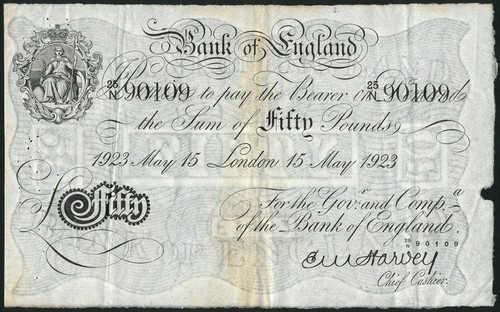 Bank of England
25/N 90109 to pay the Bearer on 25/N 90109
the Sum of Fifty Pounds
1923 May 15 London 15 May 1923
£ Fifty
For the Govr. and Compa.
of the Bank of England.
25/N 90109
E M Harvey
Chief Cashier.